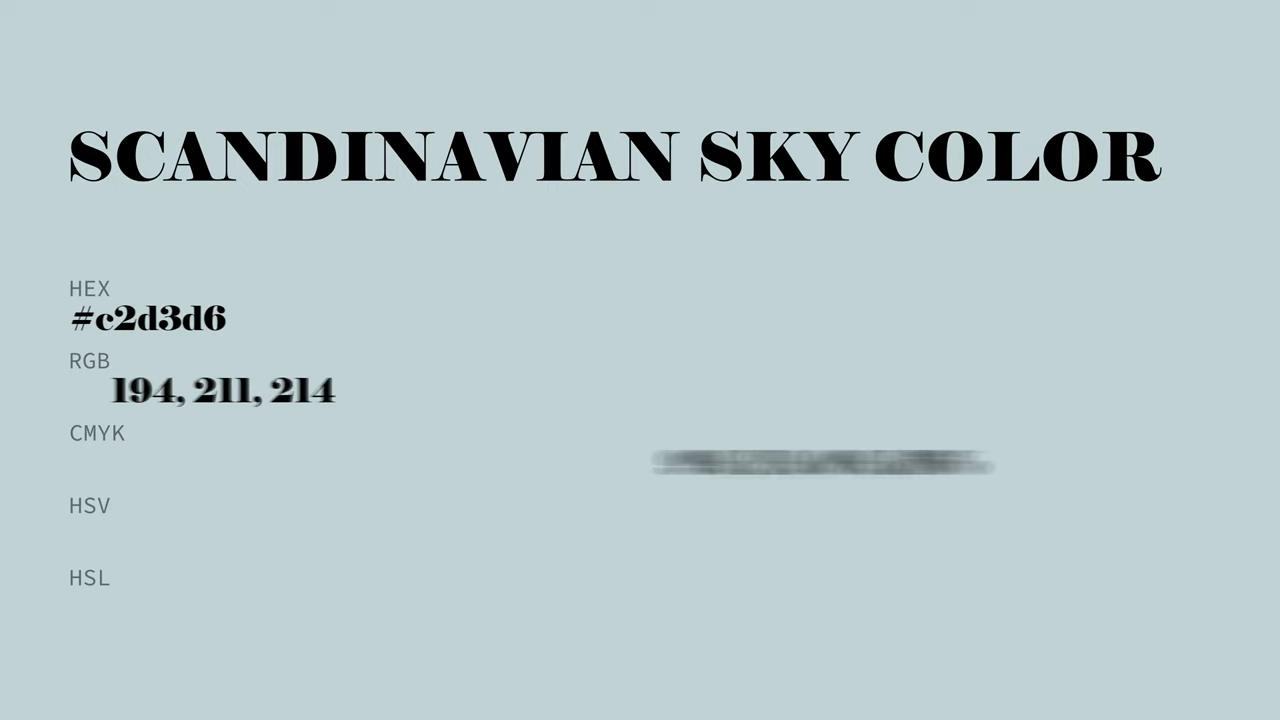 SCANDINAVIAN SKY COLOR
HEX
#c2d3d6
RGB
194, 211, 214
CMYK
HSV
HSL